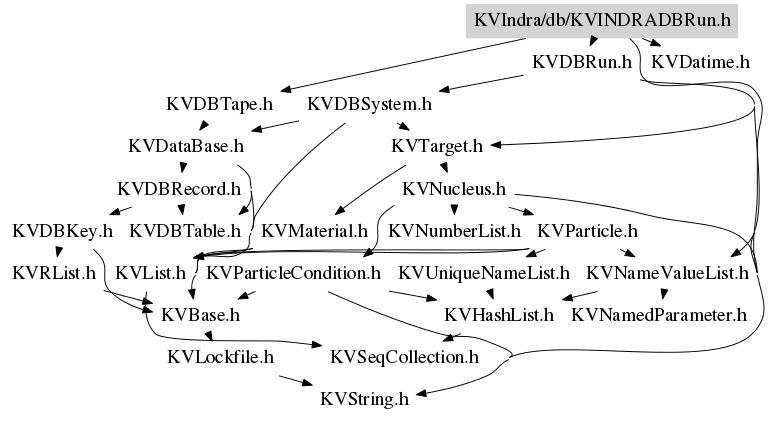 KVIndra/db/KVINDRADBRun.h
KVDBRun.h
KVDatime.h
KVDBTape.h
KVDBSystem.h
KVDataBase.h
KVTarget.h
KVDBRecord.h
KVNucleus.h
KVDBKey.h
KVDBTable.h
KVMaterial.h
KVNumberList.h
KVParticle.h
KVRList.h
KVList.h
KVParticleCondition.h
KVUniqueNameList.h
KVNameValueList.h
KVBase.h
KVHashList.h
KVNamedParameter.h
KVLockfile.h
KVSeqCollection.h
KVString.h